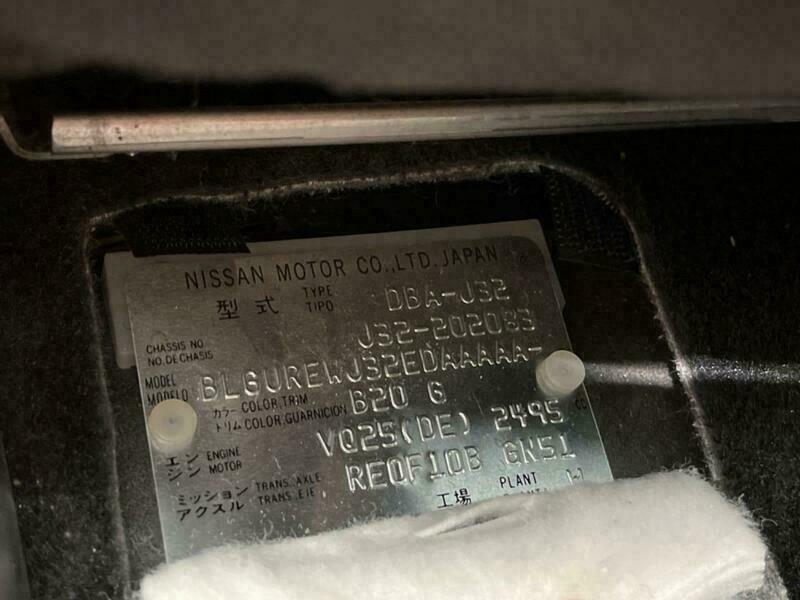 NISSAN MOTOR CO.,LTD.JAPAN
型式 TYPE TIPO DBA-J32
CHASSIS NO NO.DE CHASIS J32-202083
MODEL MODELO BLGUREWJ32EDAAAAA-
カラー COLOR,TRIM トリム COLOR,GUARNICION B20 G
エンジン ENGINE MOTOR VQ25(DE) 2495 cc
ミッション アクスル TRANS. AXLE TRANS. EJE RE0F10B GK51
工場 PLANT